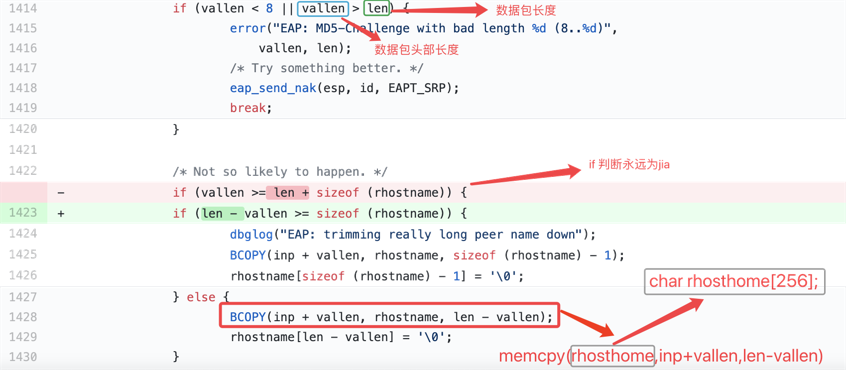 1414 if (vallen < 8 || vallen > len) {
数据包长度
1415 error("EAP: MD5-Challenge with bad length %d (8..%d)",
1416 vallen, len);
数据包头部长度
1417 /* Try something better. */
1418 eap_send_nak(esp, id, EAPT_SRP);
1419 break;
1420 }
1421
1422 /* Not so likely to happen. */
if 判断永远为jia
- if (vallen >= len + sizeof (rhostname)) {
1423 + if (len - vallen >= sizeof (rhostname)) {
1424 dbglog("EAP: trimming really long peer name down");
1425 BCOPY(inp + vallen, rhostname, sizeof (rhostname) - 1);
1426 rhostname[sizeof (rhostname) - 1] = '\0';
char rhosthome[256];
1427 } else {
1428 BCOPY(inp + vallen, rhostname, len - vallen);
1429 rhostname[len - vallen] = '\0';
1430 }
memcpy(rhosthome,inp+vallen,len-vallen)